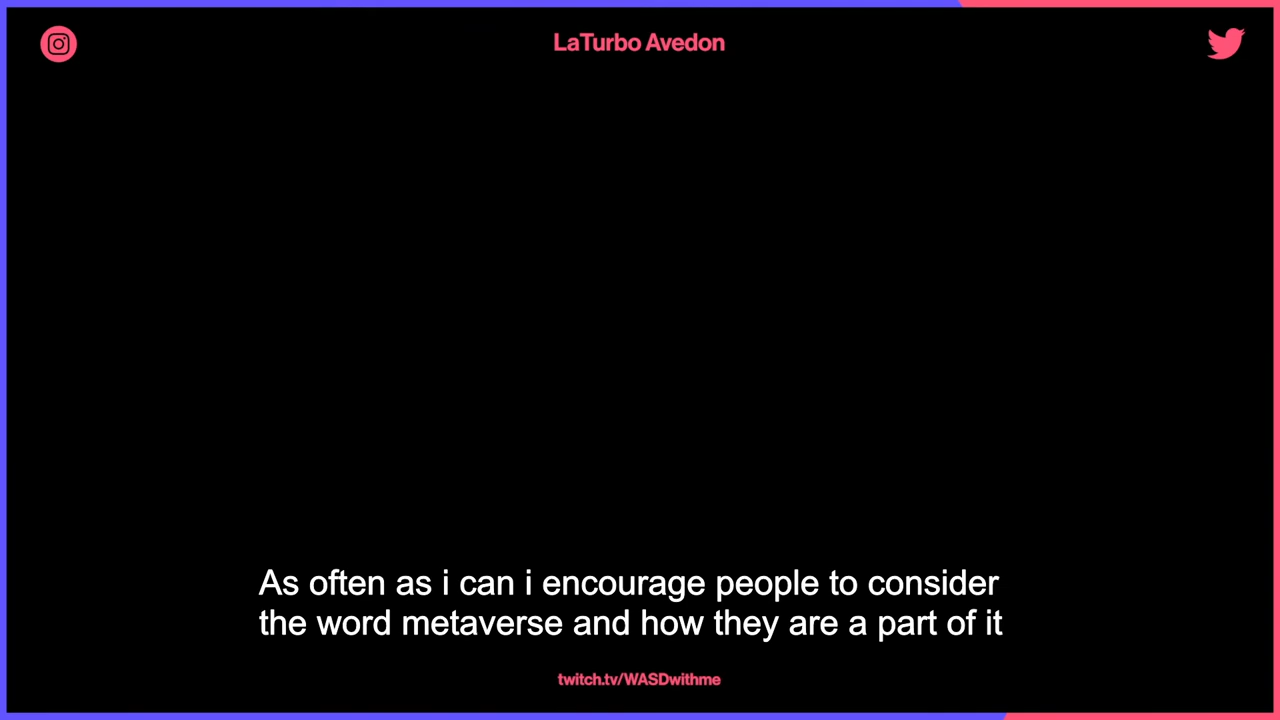 LaTurbo Avedon
As often as i can i encourage people to consider
the word metaverse and how they are a part of it
twitch.tv/WASDwithme